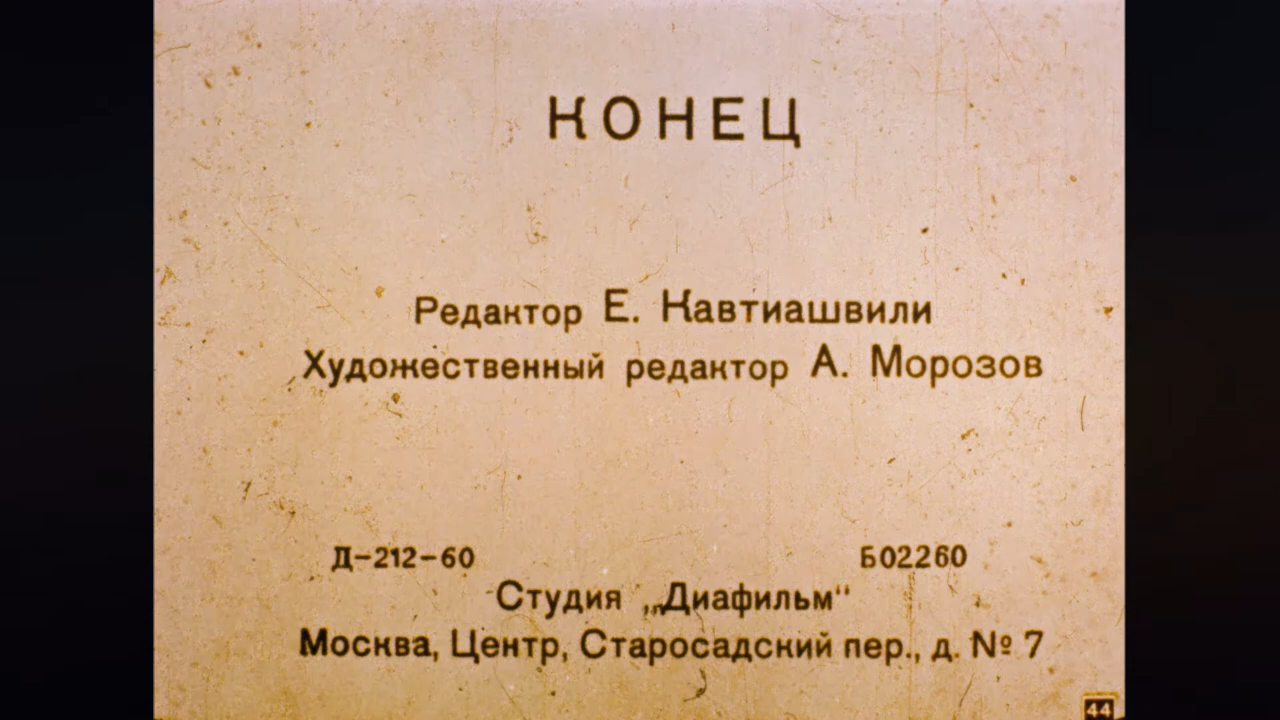 КОНЕЦ
Редактор Е. Кавтиашвили
Художественный редактор А. Морозов
Д-212-60 Б02260
Студия „Диафильм“
Москва, Центр, Старосадский пер., д. № 7
44